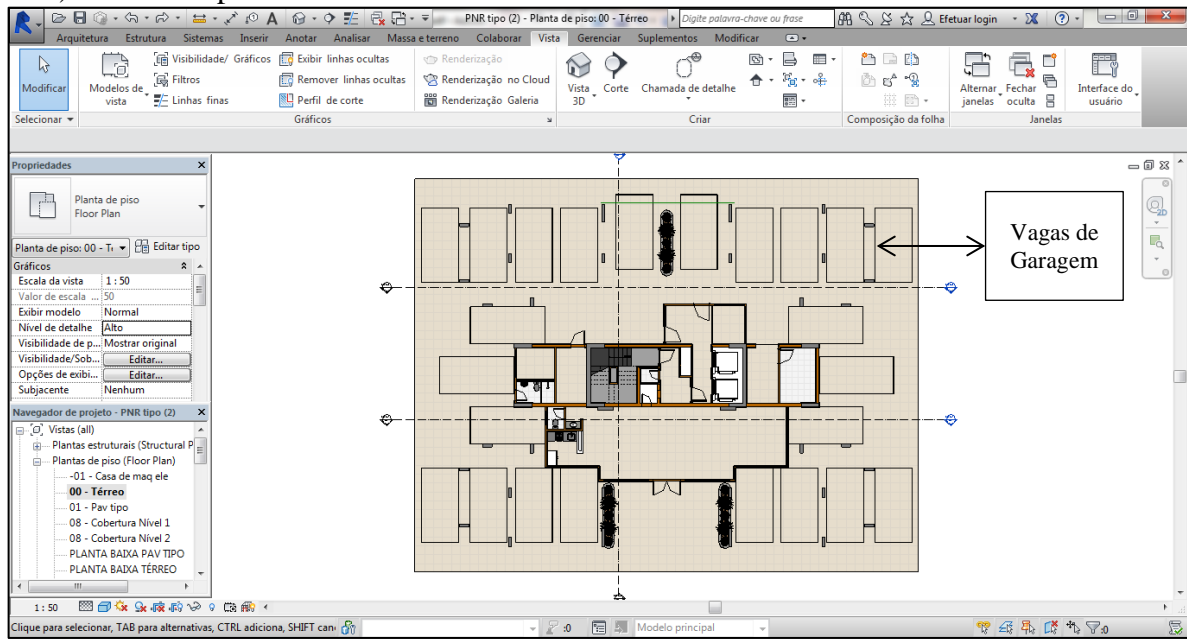 PNR tipo (2) - Planta de piso: 00 - Térreo
Digite palavra-chave ou frase
Efetuar login
Arquitetura Estrutura Sistemas Inserir Anotar Analisar Massa e terreno Colaborar Vista Gerenciar Suplementos Modificar
Modificar
Modelos de vista
Visibilidade/ Gráficos
Filtros
Linhas finas
Exibir linhas ocultas
Remover linhas ocultas
Perfil de corte
Renderização
Renderização no Cloud
Renderização Galeria
Vista 3D
Corte
Chamada de detalhe
Alternar janelas
Fechar oculta
Interface do usuário
Selecionar
Gráficos
Criar
Composição da folha
Janelas
Propriedades
Planta de piso
Floor Plan
Planta de piso: 00 - Editar tipo
Gráficos
Escala da vista 1 : 50
Valor de escala ... 50
Exibir modelo Normal
Nível de detalhe Alto
Visibilidade de p... Mostrar original
Visibilidade/Sob... Editar...
Opções de exibi... Editar...
Subjacente Nenhum
Navegador de projeto - PNR tipo (2)
Vistas (all)
Plantas estruturais (Structural P
Plantas de piso (Floor Plan)
-01 - Casa de maq ele
00 - Térreo
01 - Pav tipo
08 - Cobertura Nível 1
08 - Cobertura Nível 2
PLANTA BAIXA PAV TIPO
PLANTA BAIXA TÉRREO
Vagas de
Garagem
2D
1 : 50
Clique para selecionar, TAB para alternativas, CTRL adiciona, SHIFT can
:0
Modelo principal
:0